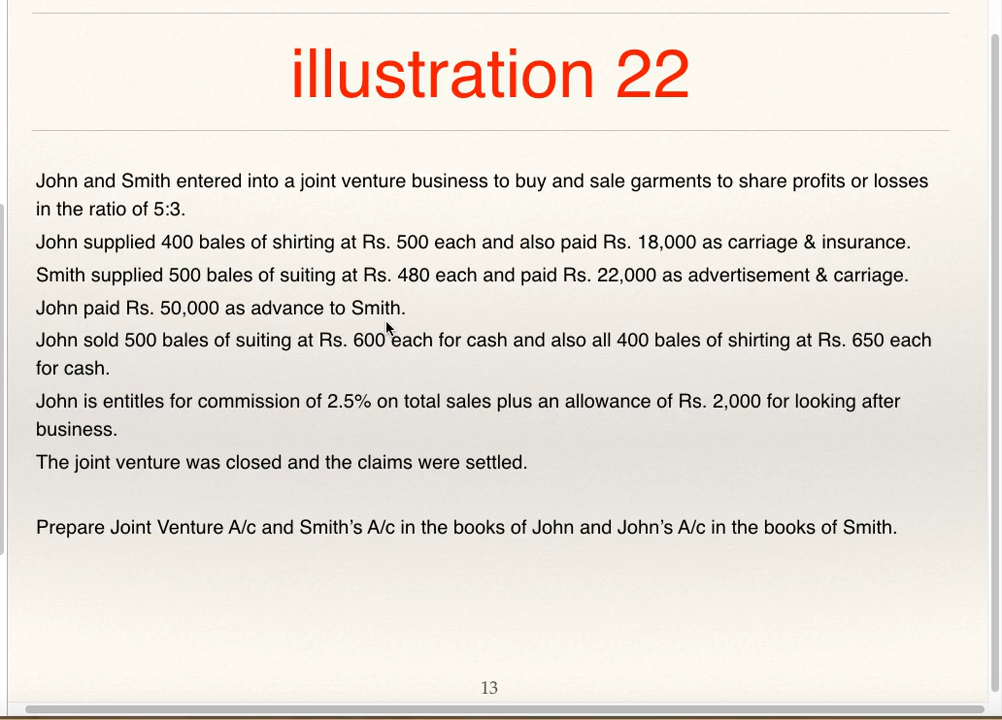 illustration 22
John and Smith entered into a joint venture business to buy and sale garments to share profits or losses
in the ratio of 5:3.
John supplied 400 bales of shirting at Rs. 500 each and also paid Rs. 18,000 as carriage & insurance.
Smith supplied 500 bales of suiting at Rs. 480 each and paid Rs. 22,000 as advertisement & carriage.
John paid Rs. 50,000 as advance to Smith.
John sold 500 bales of suiting at Rs. 600 each for cash and also all 400 bales of shirting at Rs. 650 each
for cash.
John is entitles for commission of 2.5% on total sales plus an allowance of Rs. 2,000 for looking after
business.
The joint venture was closed and the claims were settled.
Prepare Joint Venture A/c and Smith’s A/c in the books of John and John’s A/c in the books of Smith.
13